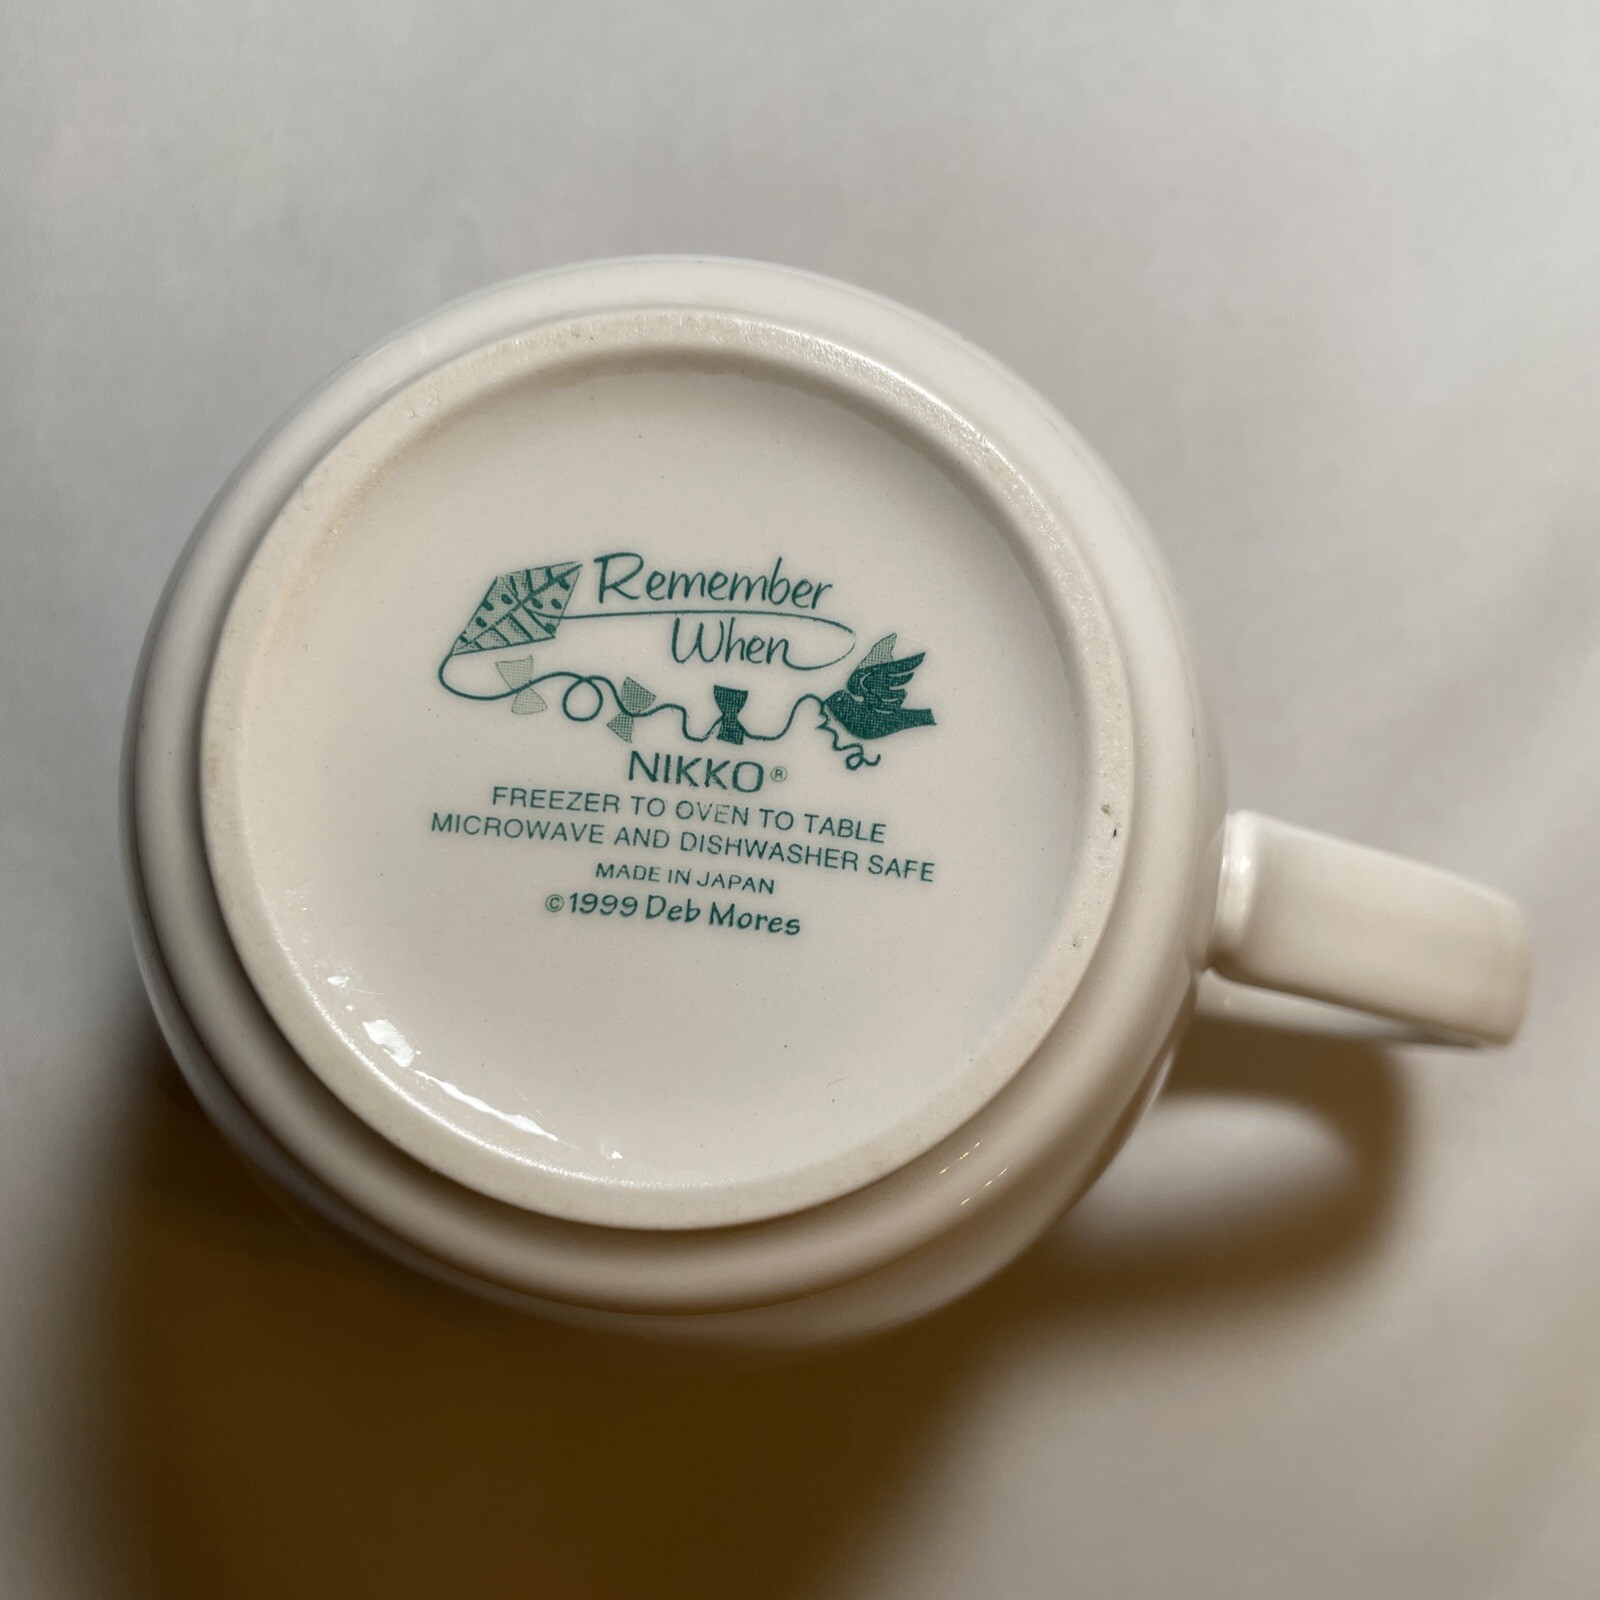 Remember
When
NIKKO®
FREEZER TO OVEN TO TABLE
MICROWAVE AND DISHWASHER SAFE
MADE IN JAPAN
©1999 Deb Mores